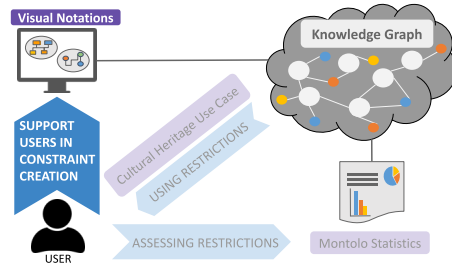 Visual Notations
Knowledge Graph
Cultural Heritage Use Case
USING RESTRICTIONS
SUPPORT
USERS IN
CONSTRAINT
CREATION
ASSESSING RESTRICTIONS
Montolo Statistics
USER